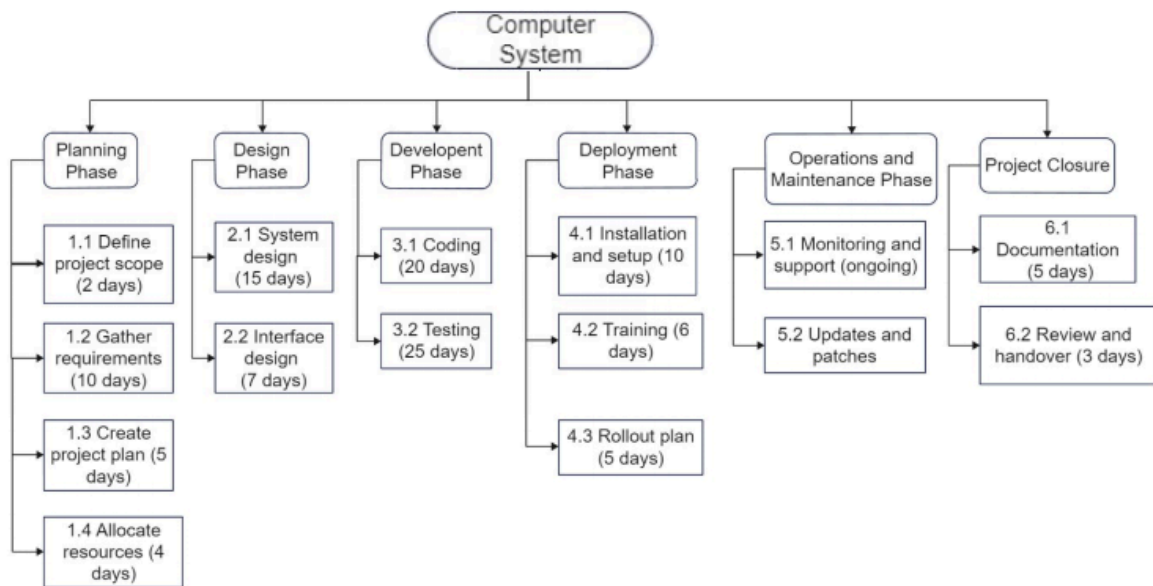 Computer
System
Planning
Phase
1.1 Define
project scope
(2 days)
1.2 Gather
requirements
(10 days)
1.3 Create
project plan (5
days)
1.4 Allocate
resources (4
days)
Design
Phase
2.1 System
design
(15 days)
2.2 Interface
design
(7 days)
Developent
Phase
3.1 Coding
(20 days)
3.2 Testing
(25 days)
Deployment
Phase
4.1 Installation
and setup (10
days)
4.2 Training (6
days)
4.3 Rollout plan
(5 days)
Operations and
Maintenance Phase
5.1 Monitoring and
support (ongoing)
5.2 Updates and
patches
Project Closure
6.1
Documentation
(5 days)
6.2 Review and
handover (3 days)